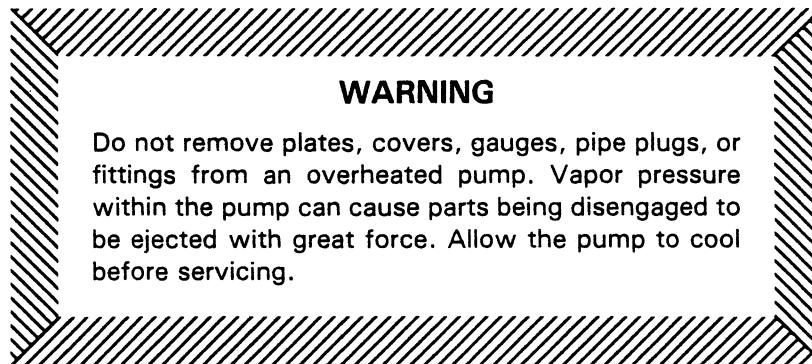 WARNING
Do not remove plates, covers, gauges, pipe plugs, or
fittings from an overheated pump. Vapor pressure
within the pump can cause parts being disengaged to
be ejected with great force. Allow the pump to cool
before servicing.